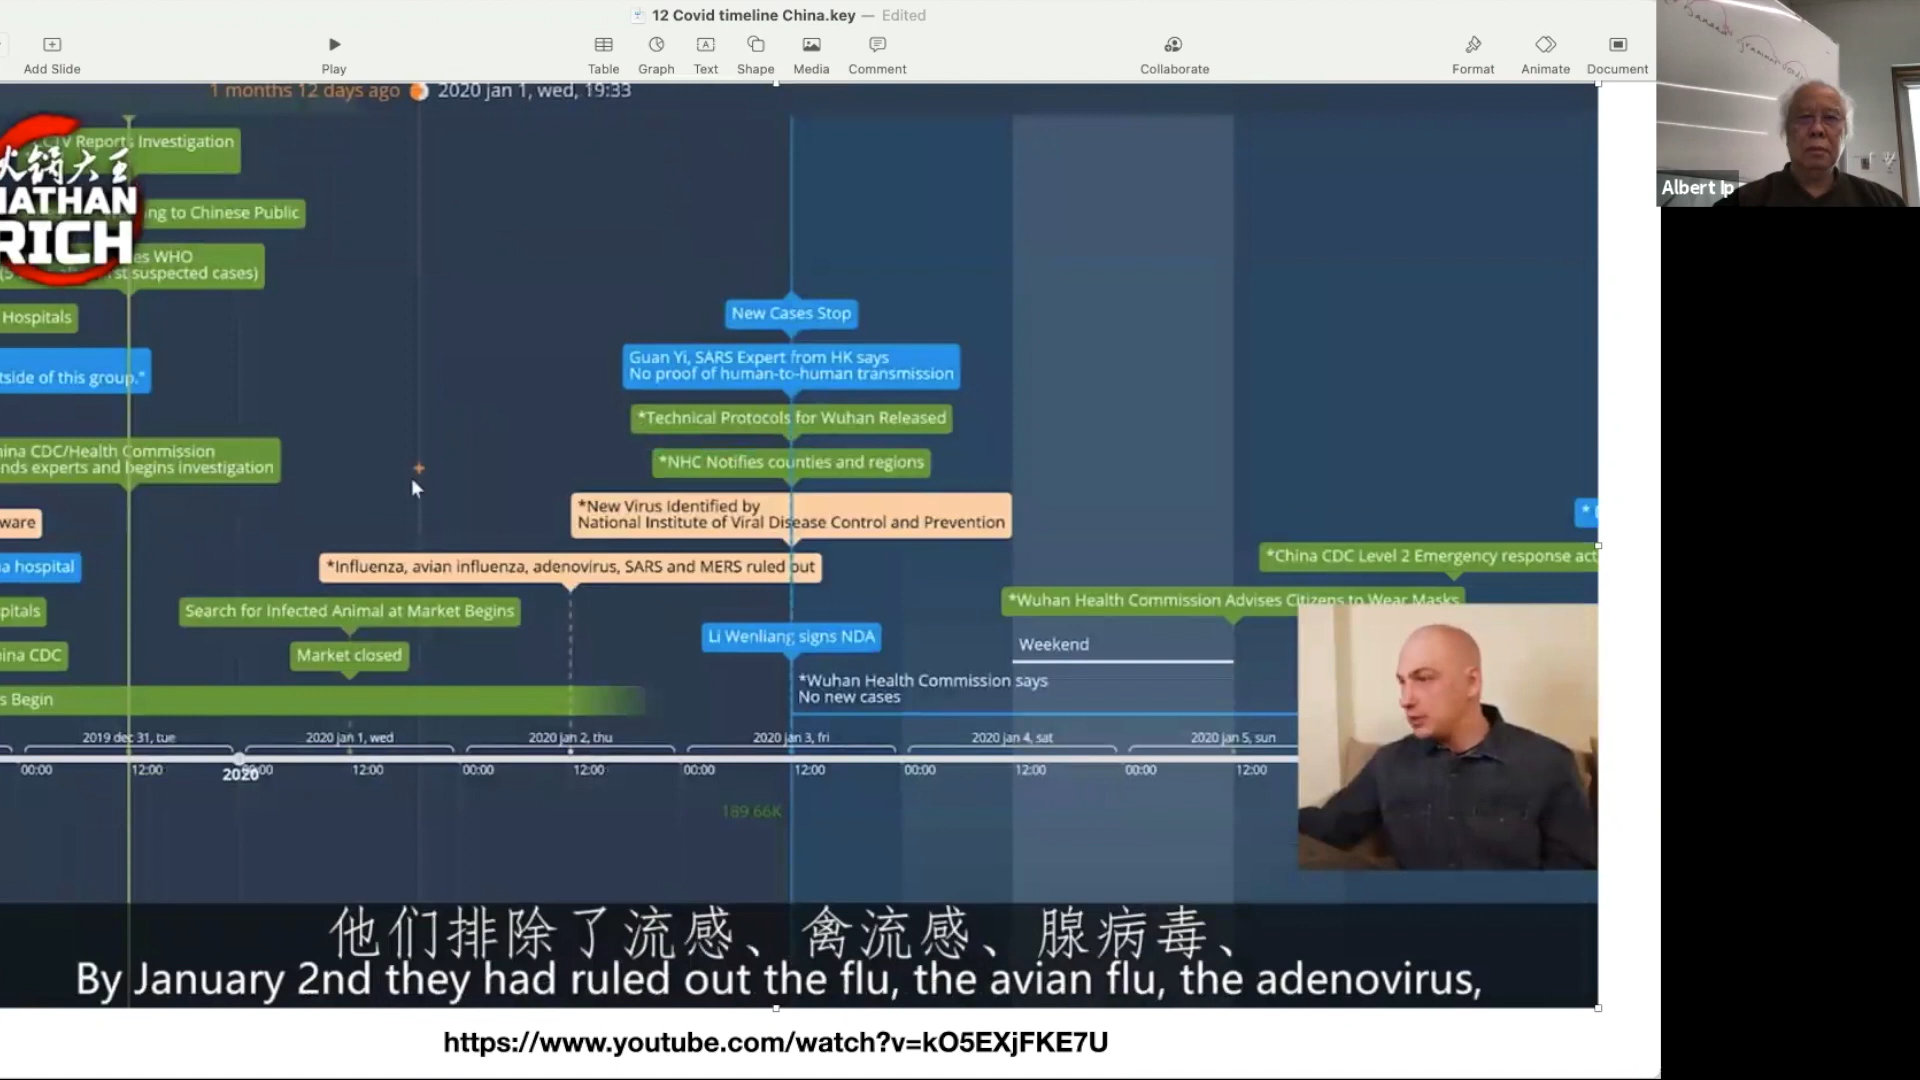 12 Covid timeline China.key — Edited
Add Slide
Play
Table
Graph
Text
Shape
Media
Comment
Collaborate
Format
Animate
Document
1 months 12 days ago
2020 jan 1, wed, 19:33
Report Investigation
火锅大王
NATHAN
RICH
ng to Chinese Public
es WHO
st suspected cases)
Hospitals
New Cases Stop
tside of this group."
Guan Yi, SARS Expert from HK says
No proof of human-to-human transmission
*Technical Protocols for Wuhan Released
ina CDC/Health Commission
nds experts and begins investigation
*NHC Notifies counties and regions
*New Virus Identified by
National Institute of Viral Disease Control and Prevention
ware
*
a hospital
*Influenza, avian influenza, adenovirus, SARS and MERS ruled out
*China CDC Level 2 Emergency response act
pitals
Search for Infected Animal at Market Begins
*Wuhan Health Commission Advises Citizens to Wear Masks
Li Wenliang signs NDA
Weekend
ina CDC
Market closed
*Wuhan Health Commission says
No new cases
s Begin
2019 dec 31, tue
2020 jan 1, wed
2020 jan 2, thu
2020 jan 3, fri
2020 jan 4, sat
2020 jan 5, sun
00:00 12:00 2020 00:00 12:00 00:00 12:00 00:00 12:00 00:00 12:00 00:00 12:00
189.66K
他们排除了流感、禽流感、腺病毒、
By January 2nd they had ruled out the flu, the avian flu, the adenovirus,
https://www.youtube.com/watch?v=kO5EXjFKE7U
Albert Ip